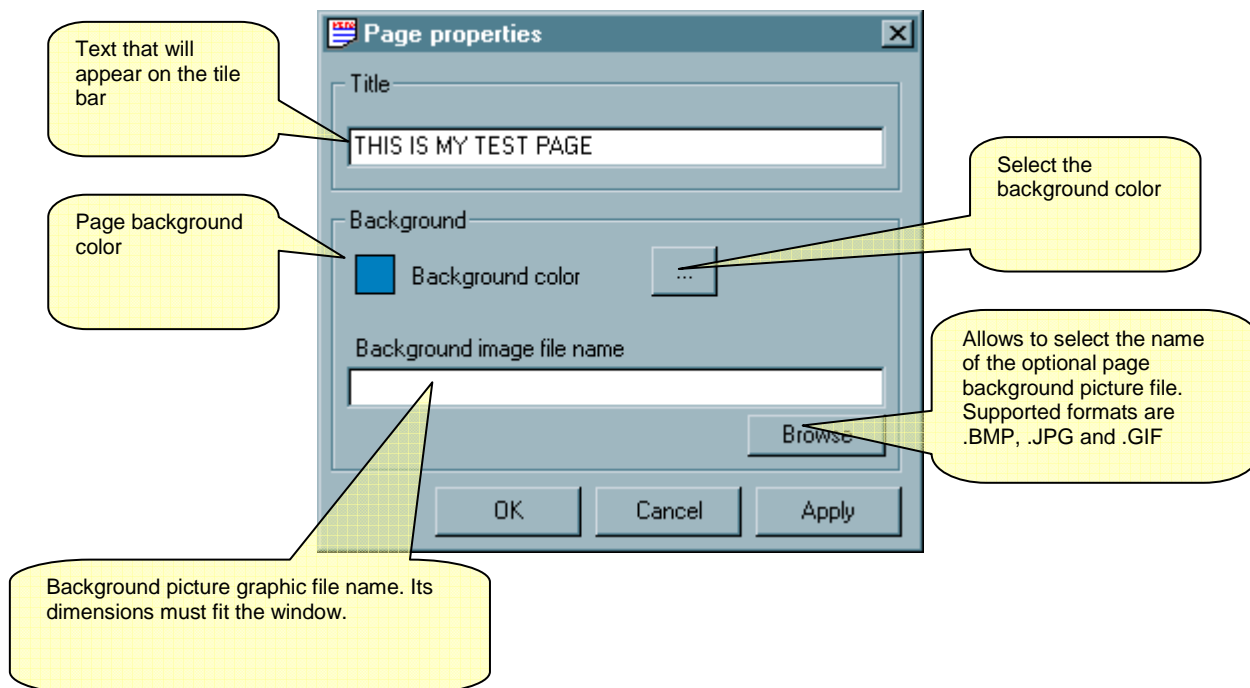 Page properties
Text that will
appear on the tile
bar
Title
THIS IS MY TEST PAGE
Select the
background color
Page background
color
Background
Background color
...
Allows to select the name
of the optional page
background picture file.
Supported formats are
.BMP, .JPG and .GIF
Background image file name
Browse
OK
Cancel
Apply
Background picture graphic file name. Its
dimensions must fit the window.